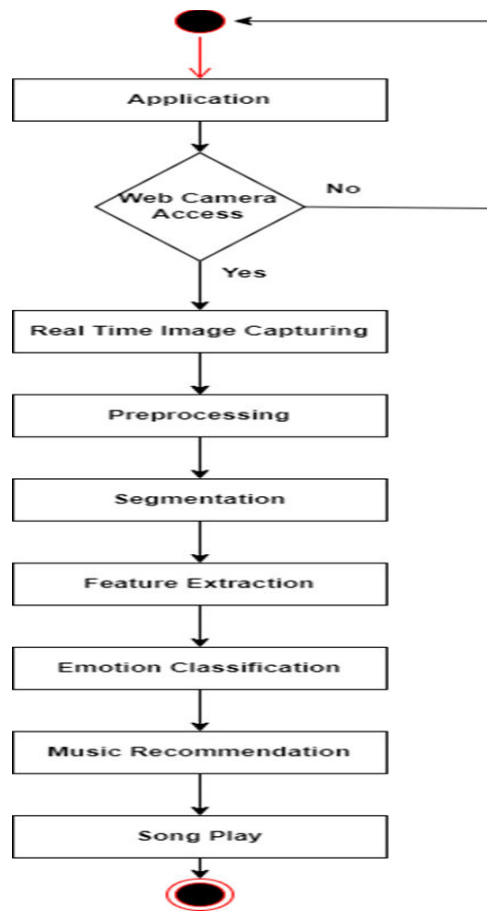 Application
Web Camera
Access
No
Yes
Real Time Image Capturing
Preprocessing
Segmentation
Feature Extraction
Emotion Classification
Music Recommendation
Song Play